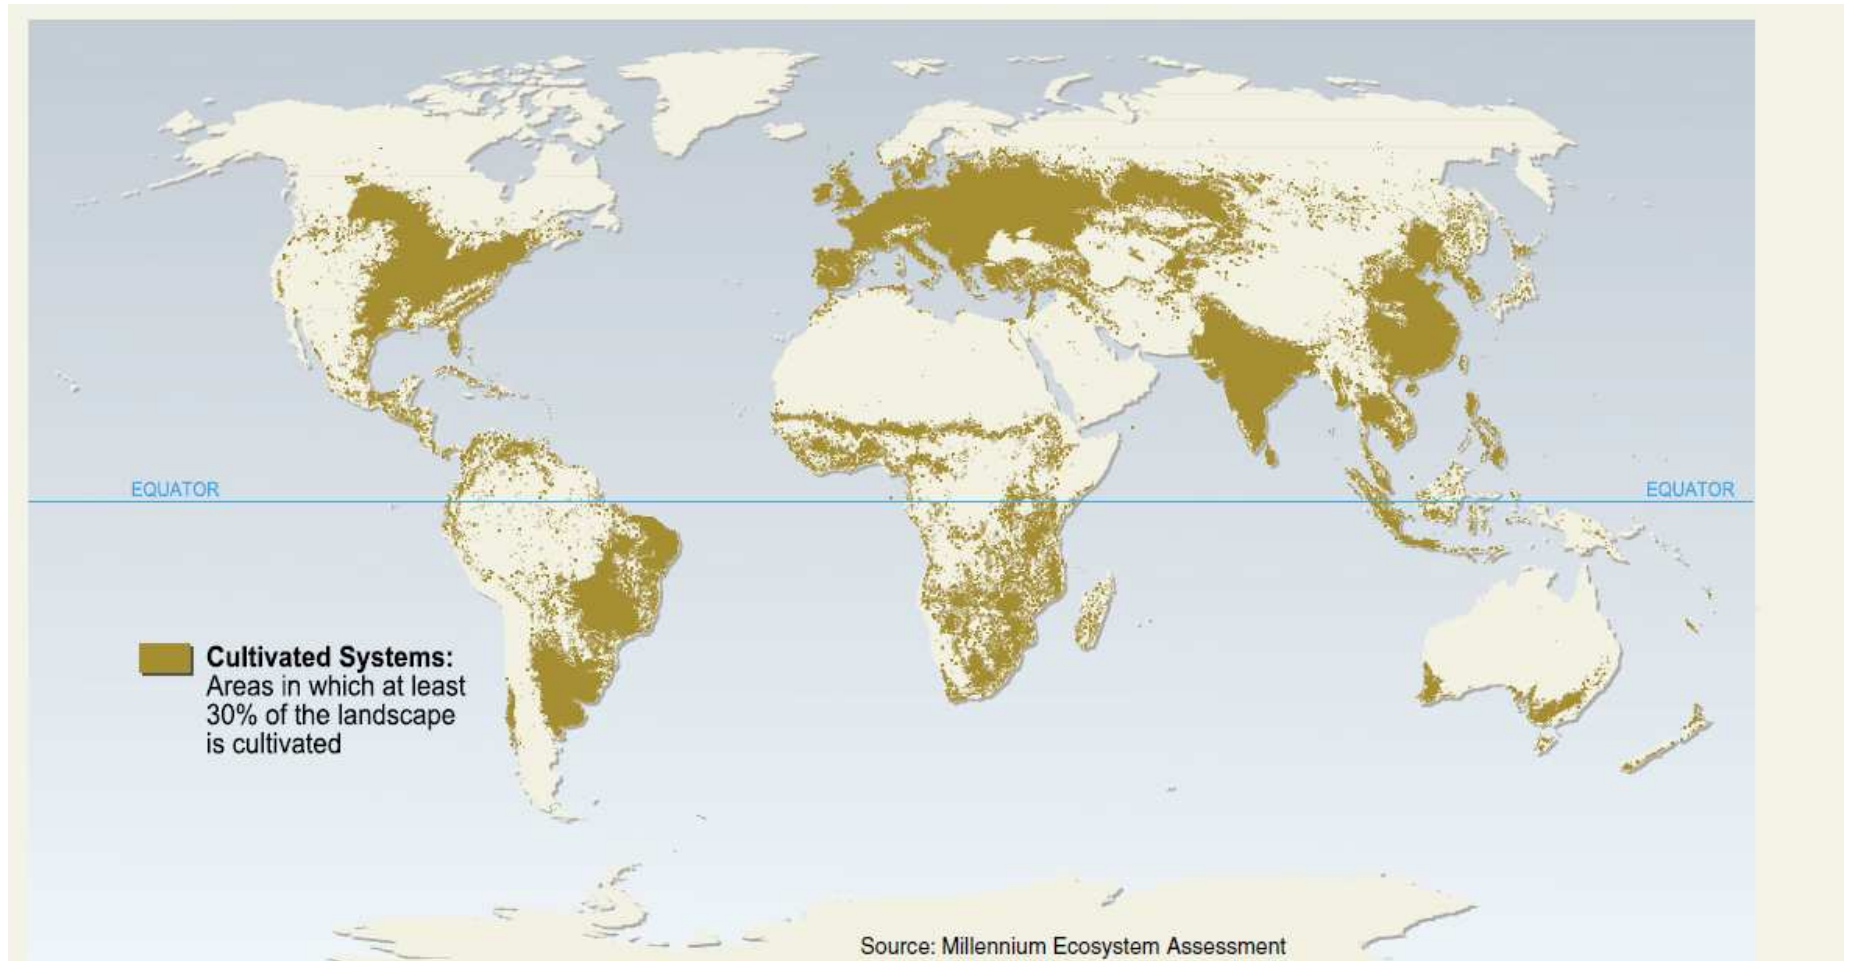 EQUATOR
EQUATOR
Cultivated Systems:
Areas in which at least
30% of the landscape
is cultivated
Source: Millennium Ecosystem Assessment